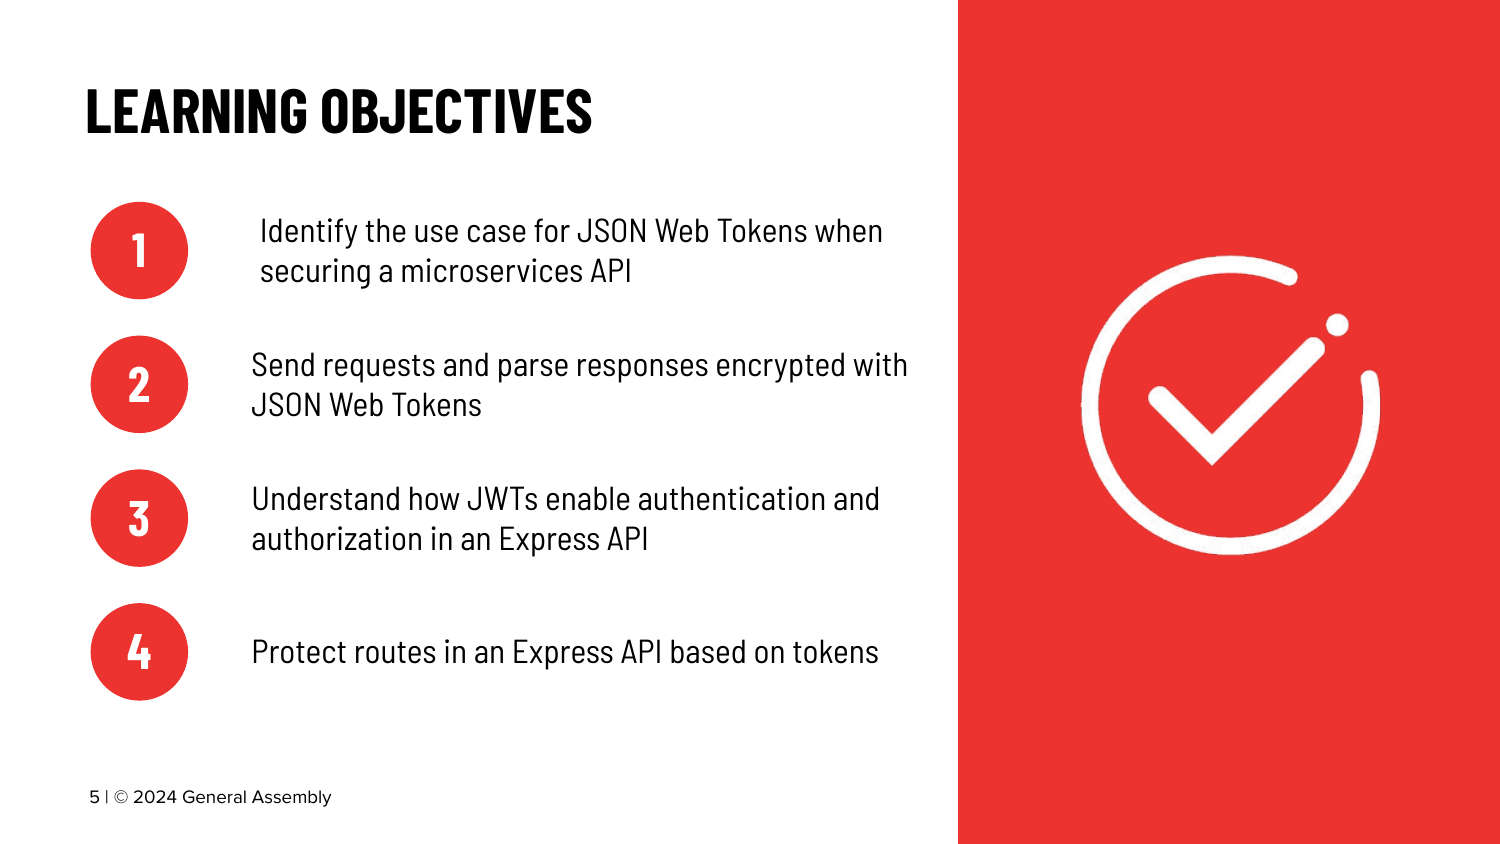 LEARNING OBJECTIVES
1
Identify the use case for JSON Web Tokens when
securing a microservices API
2
Send requests and parse responses encrypted with
JSON Web Tokens
3
Understand how JWTs enable authentication and
authorization in an Express API
4
Protect routes in an Express API based on tokens
5 | © 2024 General Assembly